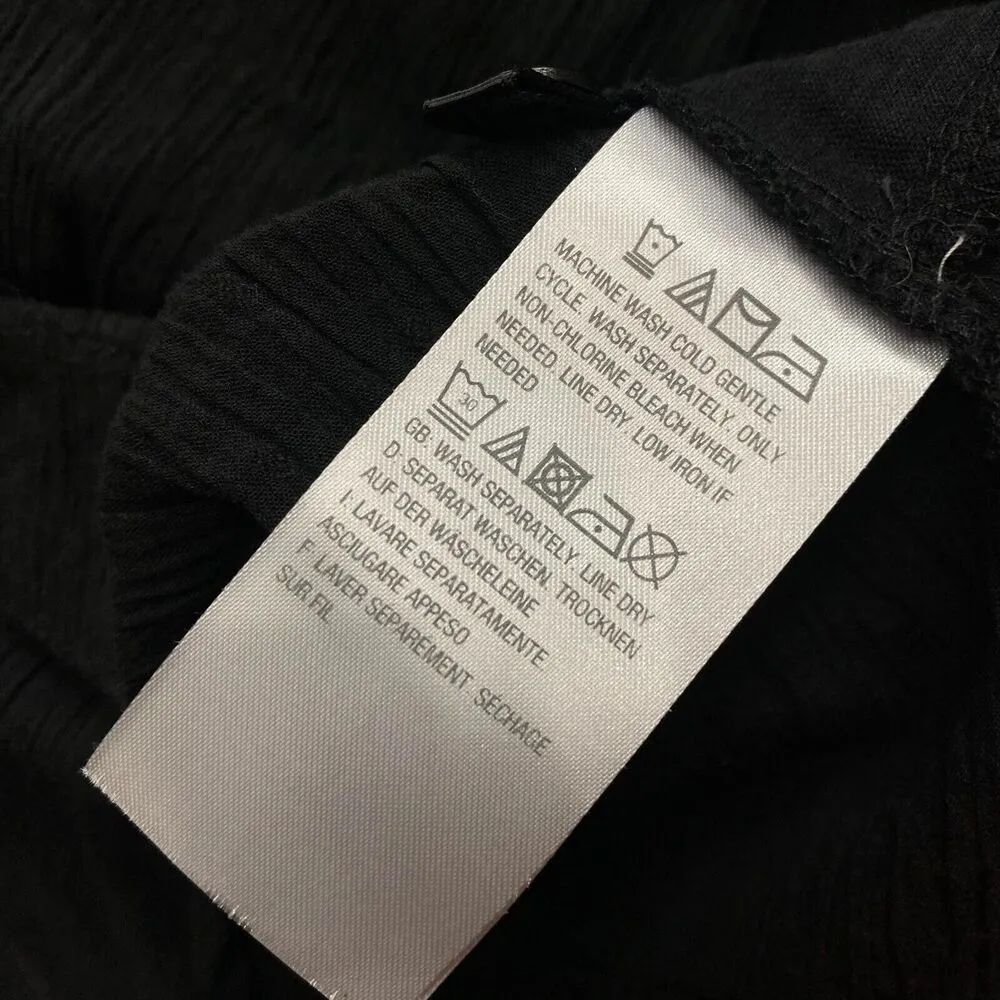 MACHINE WASH COLD GENTLE
CYCLE. WASH SEPARATELY. ONLY
NON-CHLORINE BLEACH WHEN
NEEDED. LINE DRY. LOW IRON IF
NEEDED
30
GB: WASH SEPARATELY. LINE DRY
D: SEPARAT WASCHEN. TROCKNEN
AUF DER WÄSCHELEINE
I: LAVARE SEPARATAMENTE
ASCIUGARE APPESO
F: LAVER SEPARÉMENT SÉCHAGE
SUR FIL